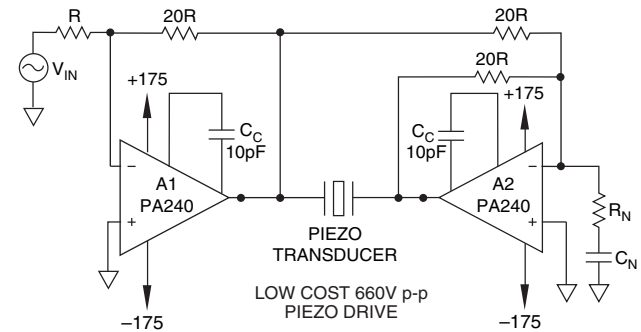 R
20R
20R
20R
V_IN
+175
+175
C_C
10pF
C_C
10pF
−
A1
PA240
+
−
A2
PA240
+
R_N
C_N
PIEZO
TRANSDUCER
LOW COST 660V p-p
PIEZO DRIVE
−175
−175